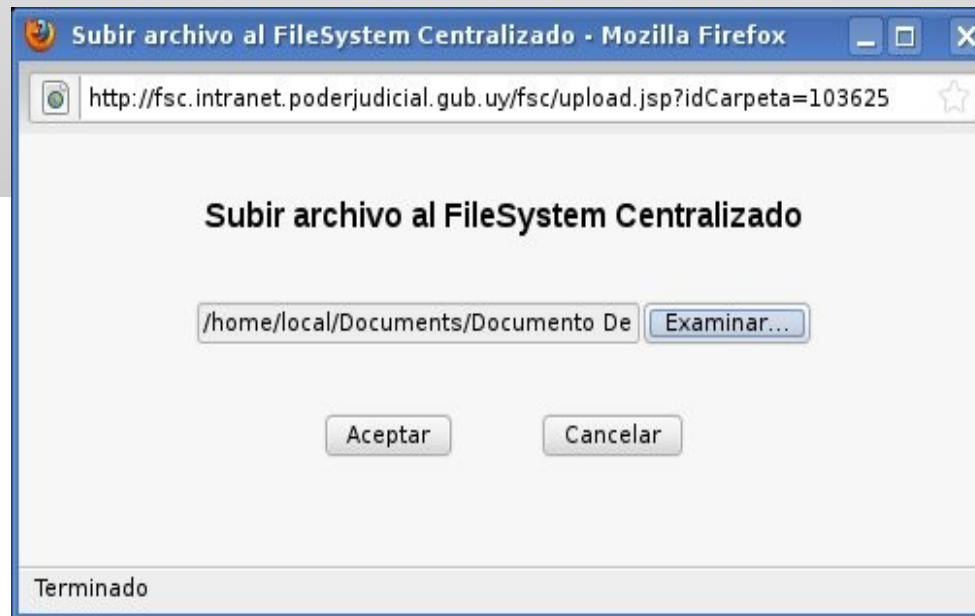 Subir archivo al FileSystem Centralizado - Mozilla Firefox
http://fsc.intranet.poderjudicial.gub.uy/fsc/upload.jsp?idCarpeta=103625
Subir archivo al FileSystem Centralizado
/home/local/Documents/Documento De Examinar...
Aceptar Cancelar
Terminado